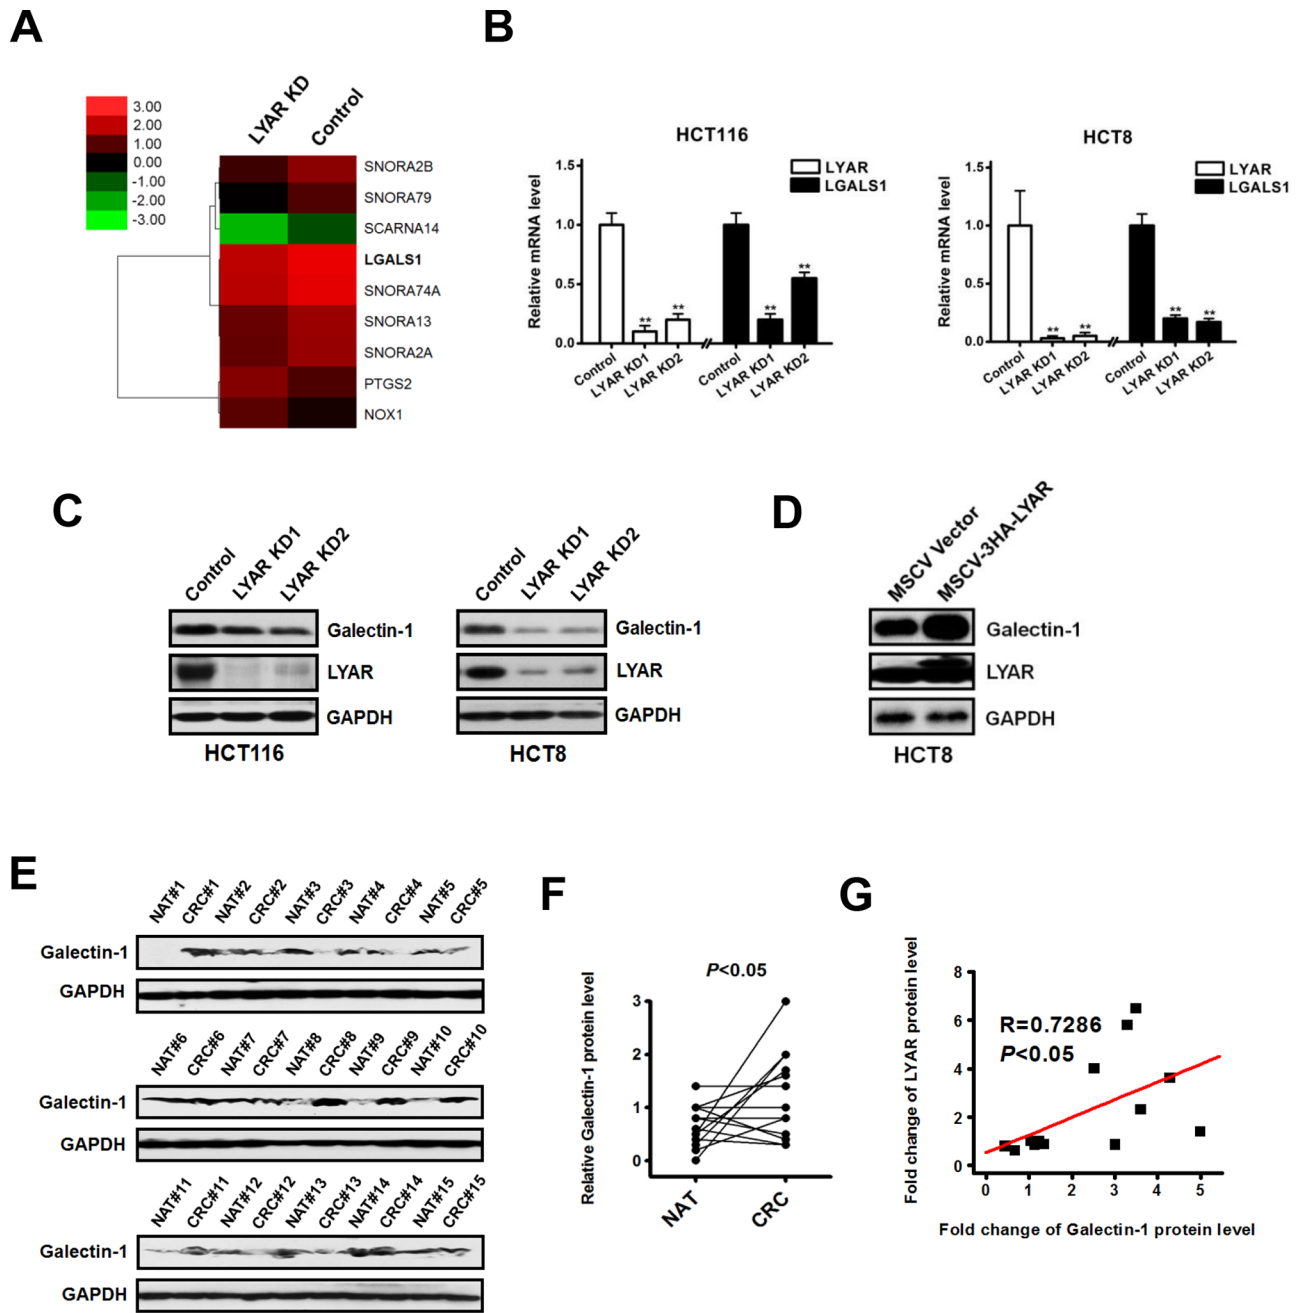 A
LYAR KD
Control
3.00
2.00
1.00
0.00
-1.00
-2.00
-3.00
SNORA2B
SNORA79
SCARNA14
LGALS1
SNORA74A
SNORA13
SNORA2A
PTGS2
NOX1
B
HCT116
LYAR
LGALS1
Relative mRNA level
1.5
1.0
0.5
0.0
** ** ** **
Control
LYAR KD1
LYAR KD2
Control
LYAR KD1
LYAR KD2
HCT8
LYAR
LGALS1
Relative mRNA level
1.5
1.0
0.5
0.0
** ** ** **
Control
LYAR KD1
LYAR KD2
Control
LYAR KD1
LYAR KD2
C
Control
LYAR KD1
LYAR KD2
Galectin-1
LYAR
GAPDH
HCT116
Control
LYAR KD1
LYAR KD2
Galectin-1
LYAR
GAPDH
HCT8
D
MSCV Vector
MSCV-3HA-LYAR
Galectin-1
LYAR
GAPDH
HCT8
E
NAT#1 CRC#1 NAT#2 CRC#2 NAT#3 CRC#3 NAT#4 CRC#4 NAT#5 CRC#5
Galectin-1
GAPDH
NAT#6 CRC#6 NAT#7 CRC#7 NAT#8 CRC#8 NAT#9 CRC#9 NAT#10 CRC#10
Galectin-1
GAPDH
NAT#11 CRC#11 NAT#12 CRC#12 NAT#13 CRC#13 NAT#14 CRC#14 NAT#15 CRC#15
Galectin-1
GAPDH
F
P<0.05
Relative Galectin-1 protein level
3
2
1
0
NAT
CRC
G
Fold change of LYAR protein level
8
6
4
2
0
R=0.7286
P<0.05
0 1 2 3 4 5
Fold change of Galectin-1 protein level